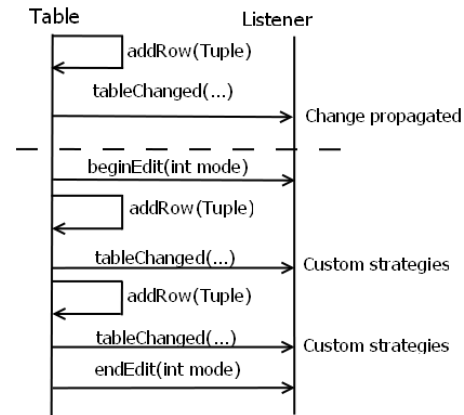 Table
Listener
addRow(Tuple)
tableChanged(...)
Change propagated
beginEdit(int mode)
addRow(Tuple)
tableChanged(...)
Custom strategies
addRow(Tuple)
tableChanged(...)
Custom strategies
endEdit(int mode)